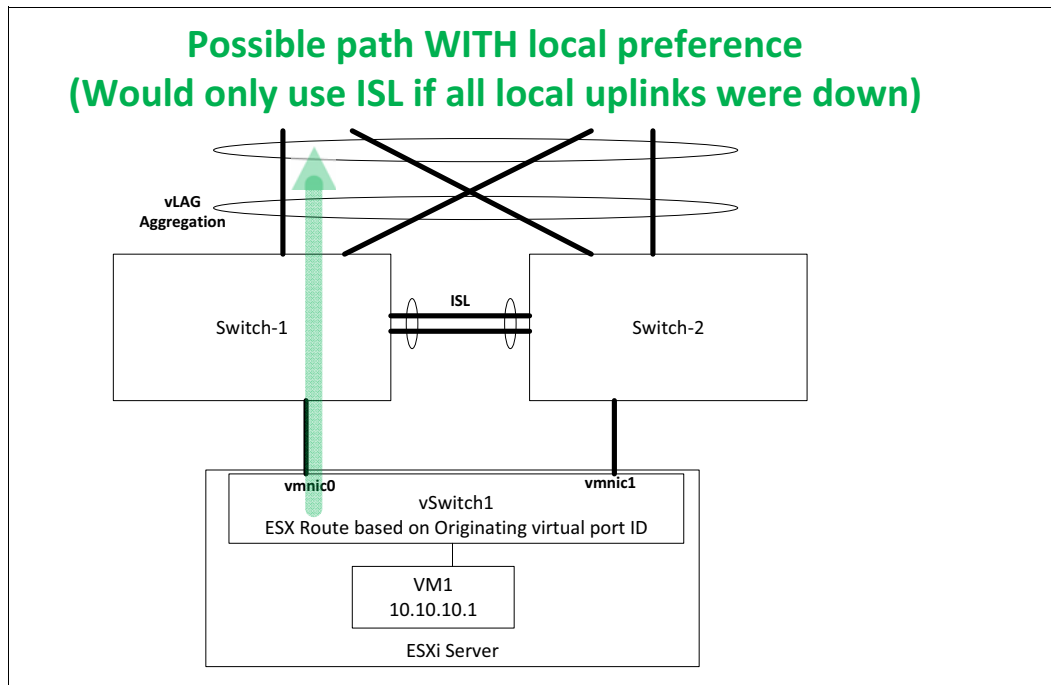 Possible path WITH local preference
(Would only use ISL if all local uplinks were down)
vLAG
Aggregation
ISL
Switch-1
Switch-2
vmnic0
vmnic1
vSwitch1
ESX Route based on Originating virtual port ID
VM1
10.10.10.1
ESXi Server